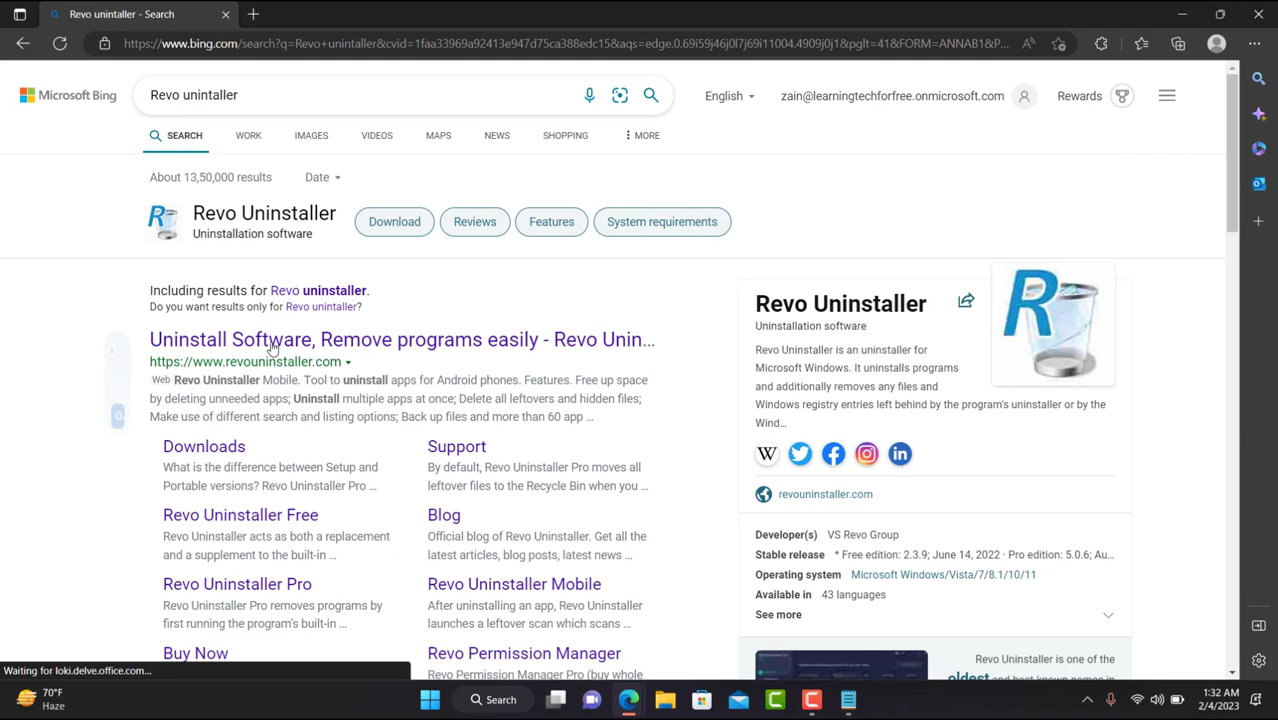 Revo unintaller - Search
https://www.bing.com/search?q=Revo+unintaller&cvid=1faa33969a92413e947d75ca388edc15&aqs=edge.0.69i59j46j0l7j69i11004.4909j0j1&pglt=41&FORM=ANNAB1&P...
Microsoft Bing
Revo unintaller
English
zain@learningtechforfree.onmicrosoft.com
Rewards
SEARCH
WORK
IMAGES
VIDEOS
MAPS
NEWS
SHOPPING
MORE
About 13,50,000 results
Date
Revo Uninstaller
Uninstallation software
Download
Reviews
Features
System requirements
Including results for Revo uninstaller.
Do you want results only for Revo unintaller?
Uninstall Software, Remove programs easily - Revo Unin...
https://www.revouninstaller.com
Web Revo Uninstaller Mobile. Tool to uninstall apps for Android phones. Features. Free up space
by deleting unneeded apps; Uninstall multiple apps at once; Delete all leftovers and hidden files;
Make use of different search and listing options; Back up files and more than 60 app ...
Downloads
What is the difference between Setup and
Portable versions? Revo Uninstaller Pro ...
Support
By default, Revo Uninstaller Pro moves all
leftover files to the Recycle Bin when you ...
Revo Uninstaller Free
Revo Uninstaller acts as both a replacement
and a supplement to the built-in ...
Blog
Official blog of Revo Uninstaller. Get all the
latest articles, blog posts, latest news ...
Revo Uninstaller Pro
Revo Uninstaller Pro removes programs by
first running the program's built-in ...
Revo Uninstaller Mobile
After uninstalling an app, Revo Uninstaller
launches a leftover scan which scans ...
Buy Now
Revo Permission Manager
Revo Permission Manager Pro (buy whole
Revo Uninstaller
Uninstallation software
Revo Uninstaller is an uninstaller for
Microsoft Windows. It uninstalls programs
and additionally removes any files and
Windows registry entries left behind by the program's uninstaller or by the
Wind...
revouninstaller.com
Developer(s) VS Revo Group
Stable release * Free edition: 2.3.9; June 14, 2022 · Pro edition: 5.0.6; Au...
Operating system Microsoft Windows/Vista/7/8.1/10/11
Available in 43 languages
See more
Revo Uninstaller is one of the
oldest and best known names in
Waiting for loki.delve.office.com...
70°F
Haze
Search
1:32 AM
2/4/2023